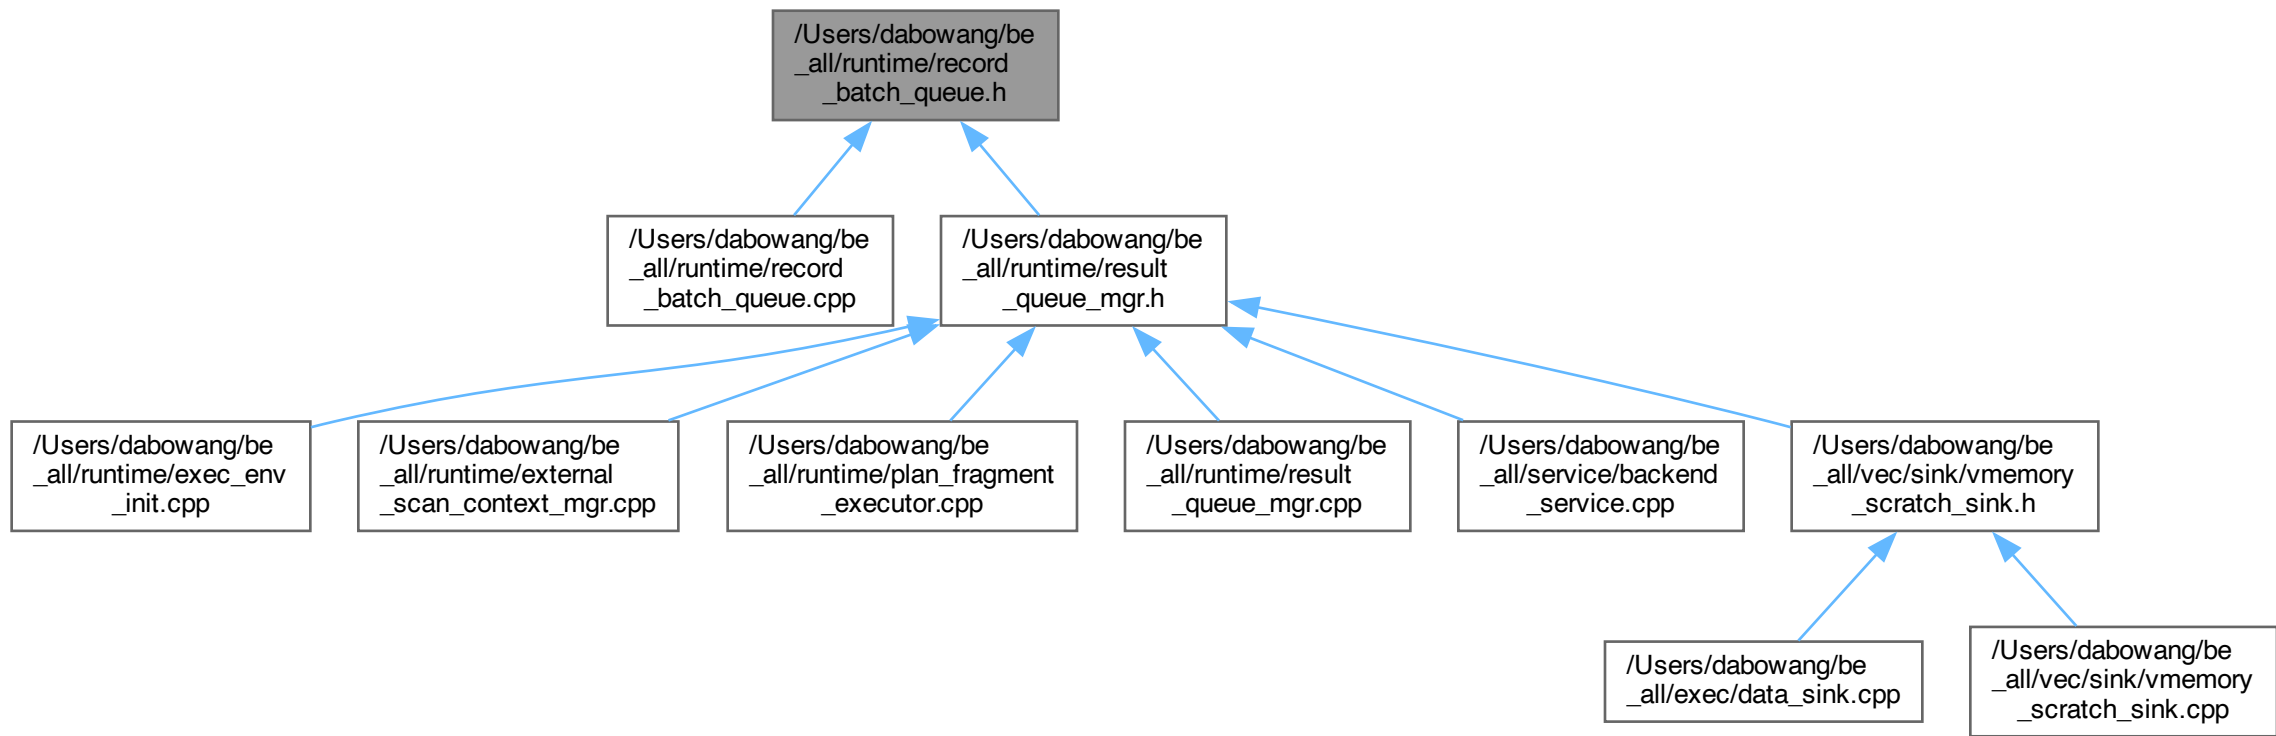 /Users/dabowang/be
_all/runtime/record
_batch_queue.h
/Users/dabowang/be
_all/runtime/record
_batch_queue.cpp
/Users/dabowang/be
_all/runtime/result
_queue_mgr.h
/Users/dabowang/be
_all/runtime/exec_env
_init.cpp
/Users/dabowang/be
_all/runtime/external
_scan_context_mgr.cpp
/Users/dabowang/be
_all/runtime/plan_fragment
_executor.cpp
/Users/dabowang/be
_all/runtime/result
_queue_mgr.cpp
/Users/dabowang/be
_all/service/backend
_service.cpp
/Users/dabowang/be
_all/vec/sink/vmemory
_scratch_sink.h
/Users/dabowang/be
_all/exec/data_sink.cpp
/Users/dabowang/be
_all/vec/sink/vmemory
_scratch_sink.cpp